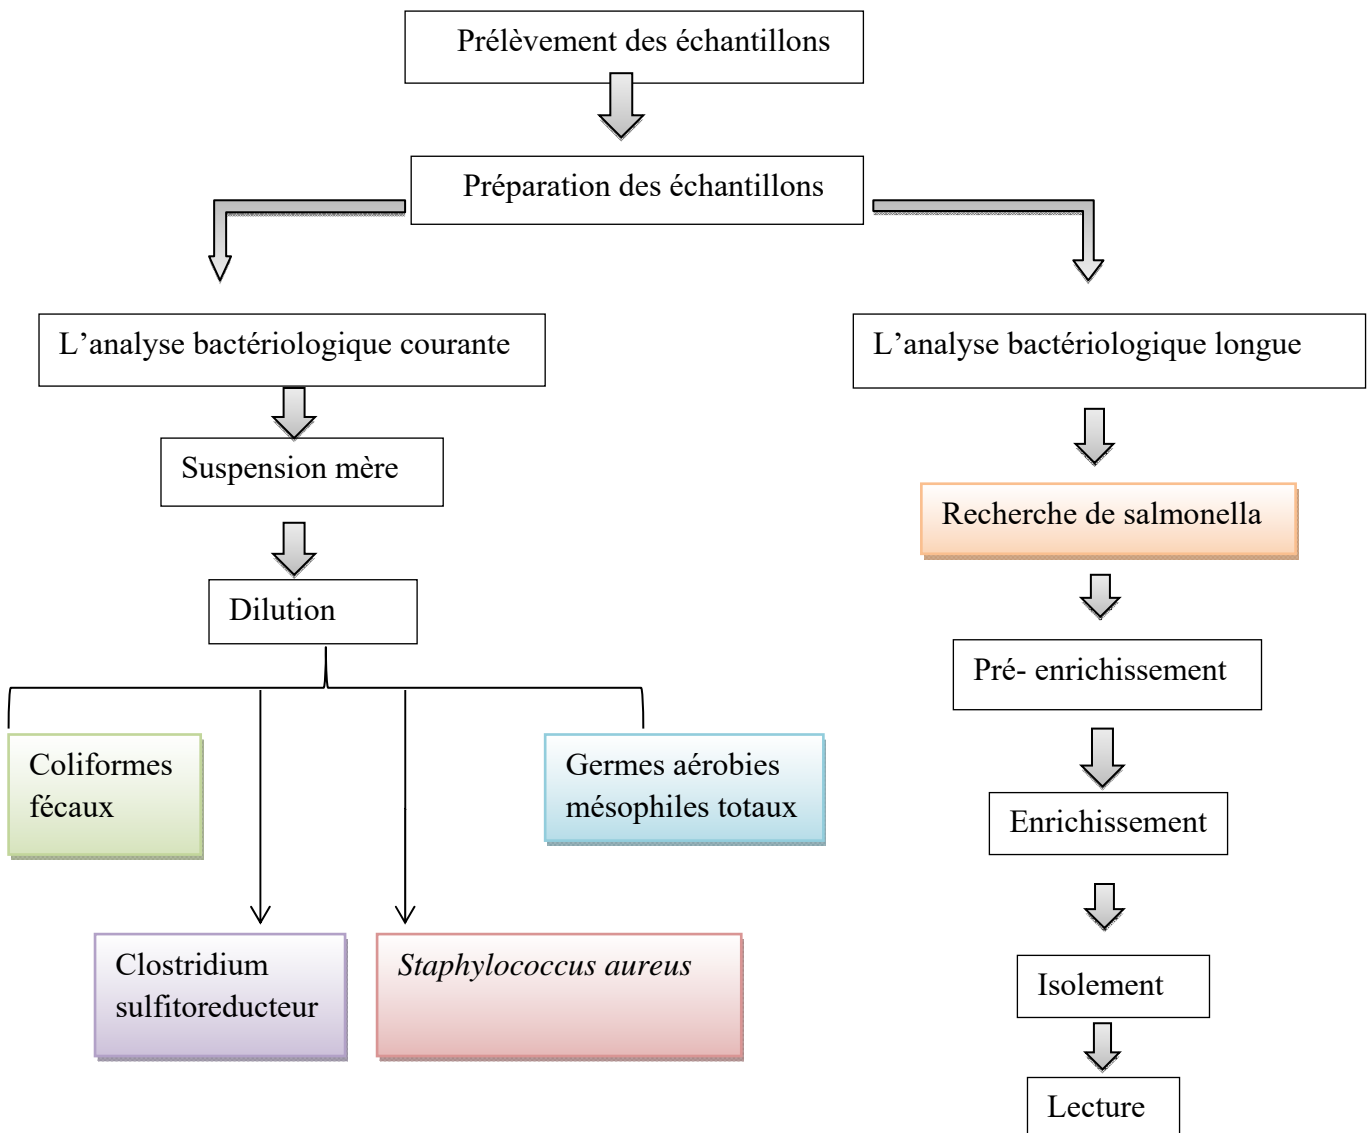 Prélèvement des échantillons
Préparation des échantillons
L’analyse bactériologique courante
L’analyse bactériologique longue
Suspension mère
Recherche de salmonella
Dilution
Pré- enrichissement
Coliformes
fécaux
Germes aérobies
mésophiles totaux
Enrichissement
Clostridium
sulfitoreducteur
Staphylococcus aureus
Isolement
Lecture